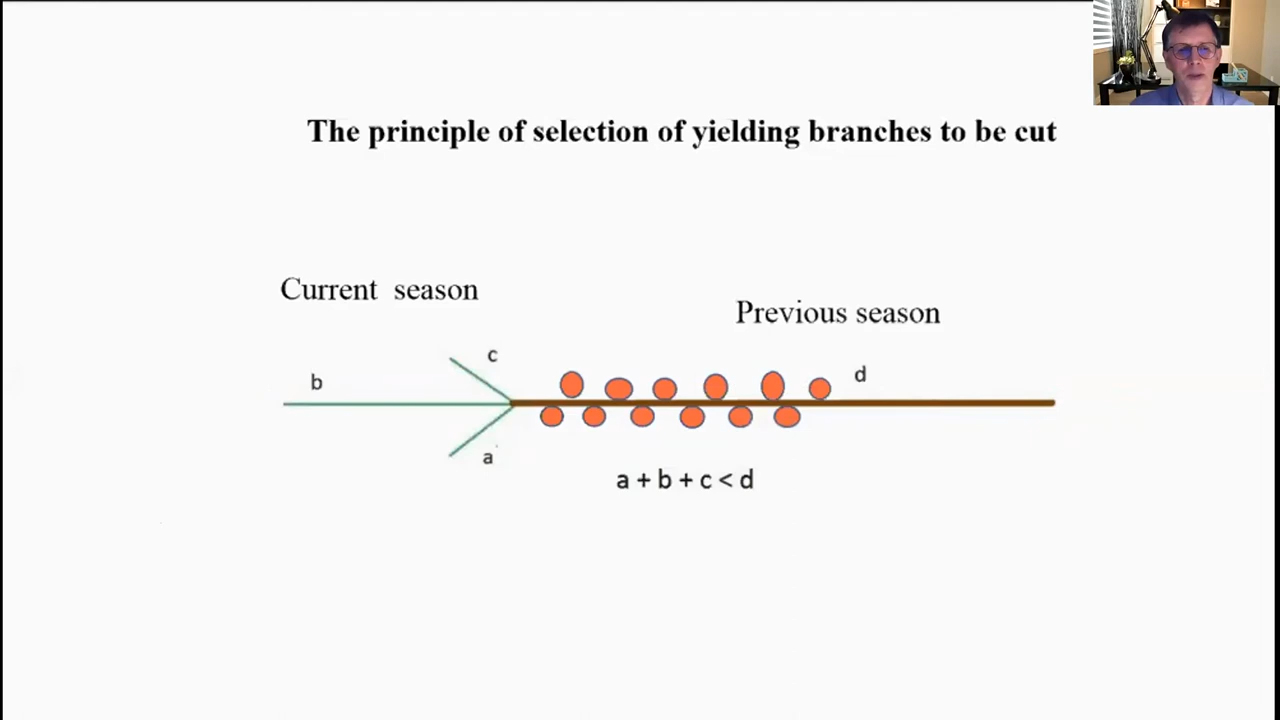 The principle of selection of yielding branches to be cut
Current season
Previous season
c
b
d
a
a + b + c < d